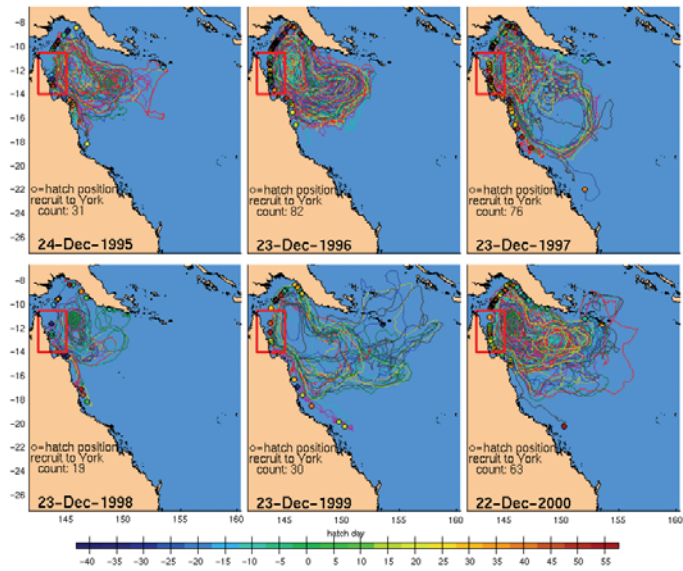 -8
-10
-12
-14
-16
-18
-20
-22
-24
-26
o=hatch position
recruit to York
count: 31
24-Dec-1995
o=hatch position
recruit to York
count: 82
23-Dec-1996
o=hatch position
recruit to York
count: 76
23-Dec-1997
-8
-10
-12
-14
-16
-18
-20
-22
-24
-26
o=hatch position
recruit to York
count: 19
23-Dec-1998
o=hatch position
recruit to York
count: 30
23-Dec-1999
o=hatch position
recruit to York
count: 63
22-Dec-2000
145 150 155 160 145 150 155 160 145 150 155 160
hatch day
-40 -35 -30 -25 -20 -15 -10 -5 0 5 10 15 20 25 30 35 40 45 50 55